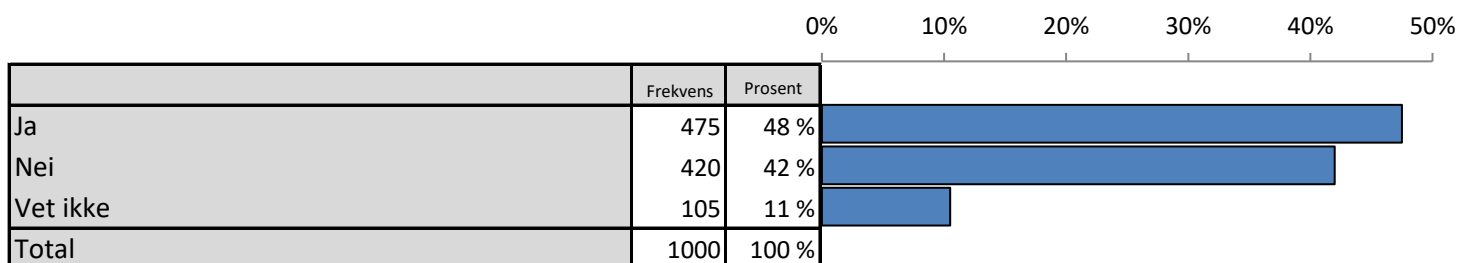 0% 10% 20% 30% 40% 50%
Frekvens Prosent
Ja 475 48 %
Nei 420 42 %
Vet ikke 105 11 %
Total 1000 100 %